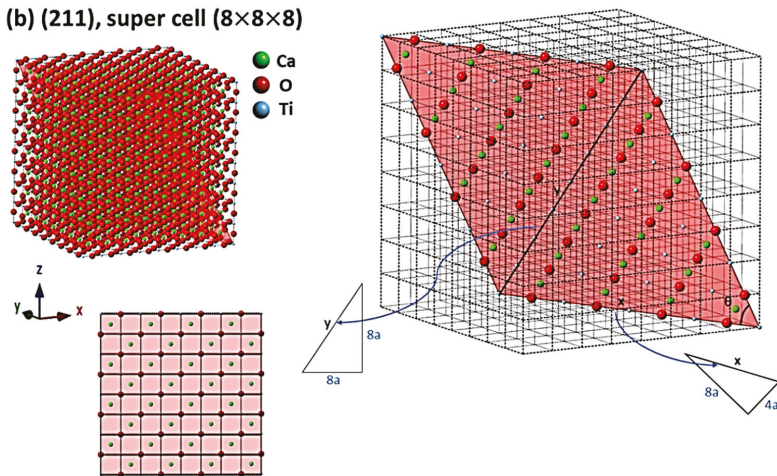 (b) (211), super cell (8×8×8)
Ca
O
Ti
z
y
x
y
x
θ
y
8a
8a
x
8a
4a